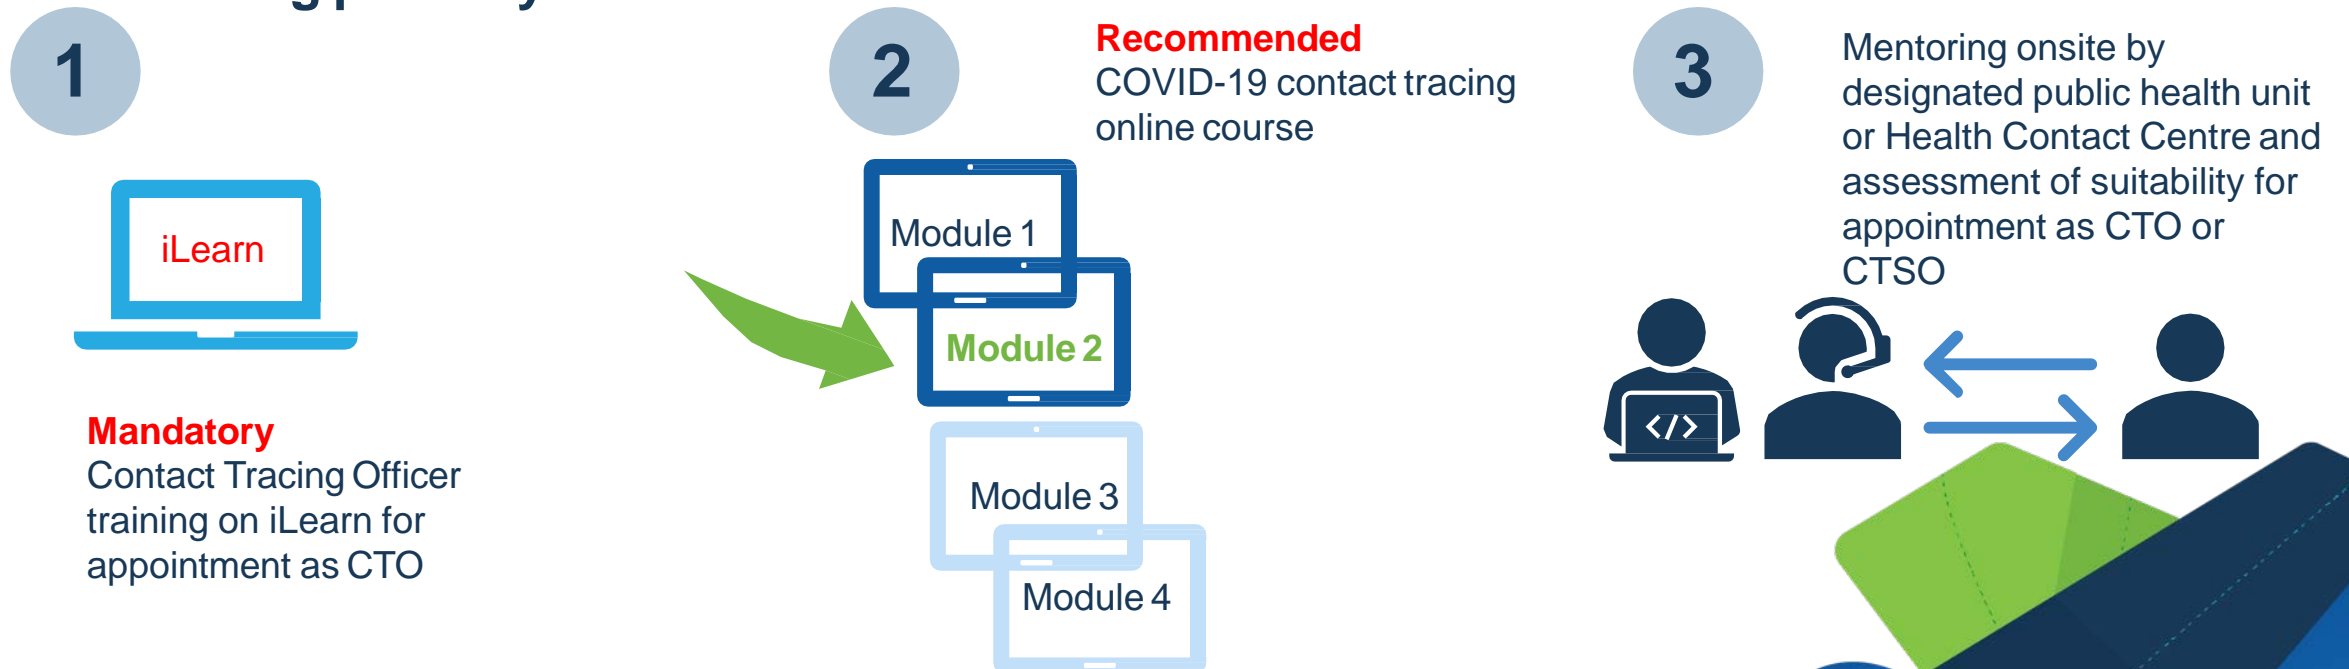 1
iLearn
Mandatory
Contact Tracing Officer
training on iLearn for
appointment as CTO
2
Recommended
COVID-19 contact tracing
online course
Module 1
Module 2
Module 3
Module 4
3
Mentoring onsite by
designated public health unit
or Health Contact Centre and
assessment of suitability for
appointment as CTO or
CTSO
</>